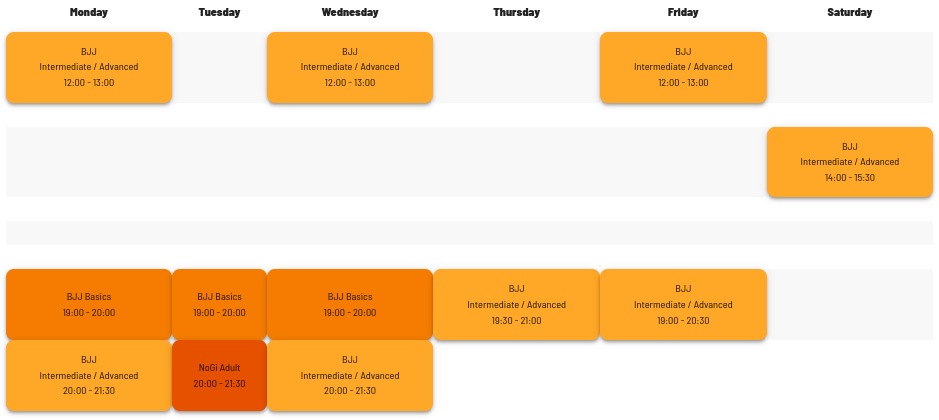 Monday Tuesday Wednesday Thursday Friday Saturday
BJJ
Intermediate / Advanced
12:00 - 13:00
BJJ
Intermediate / Advanced
12:00 - 13:00
BJJ
Intermediate / Advanced
12:00 - 13:00
BJJ
Intermediate / Advanced
14:00 - 15:30
BJJ Basics
19:00 - 20:00
BJJ Basics
19:00 - 20:00
BJJ Basics
19:00 - 20:00
BJJ
Intermediate / Advanced
19:30 - 21:00
BJJ
Intermediate / Advanced
19:00 - 20:30
BJJ
Intermediate / Advanced
20:00 - 21:30
NoGi Adult
20:00 - 21:30
BJJ
Intermediate / Advanced
20:00 - 21:30